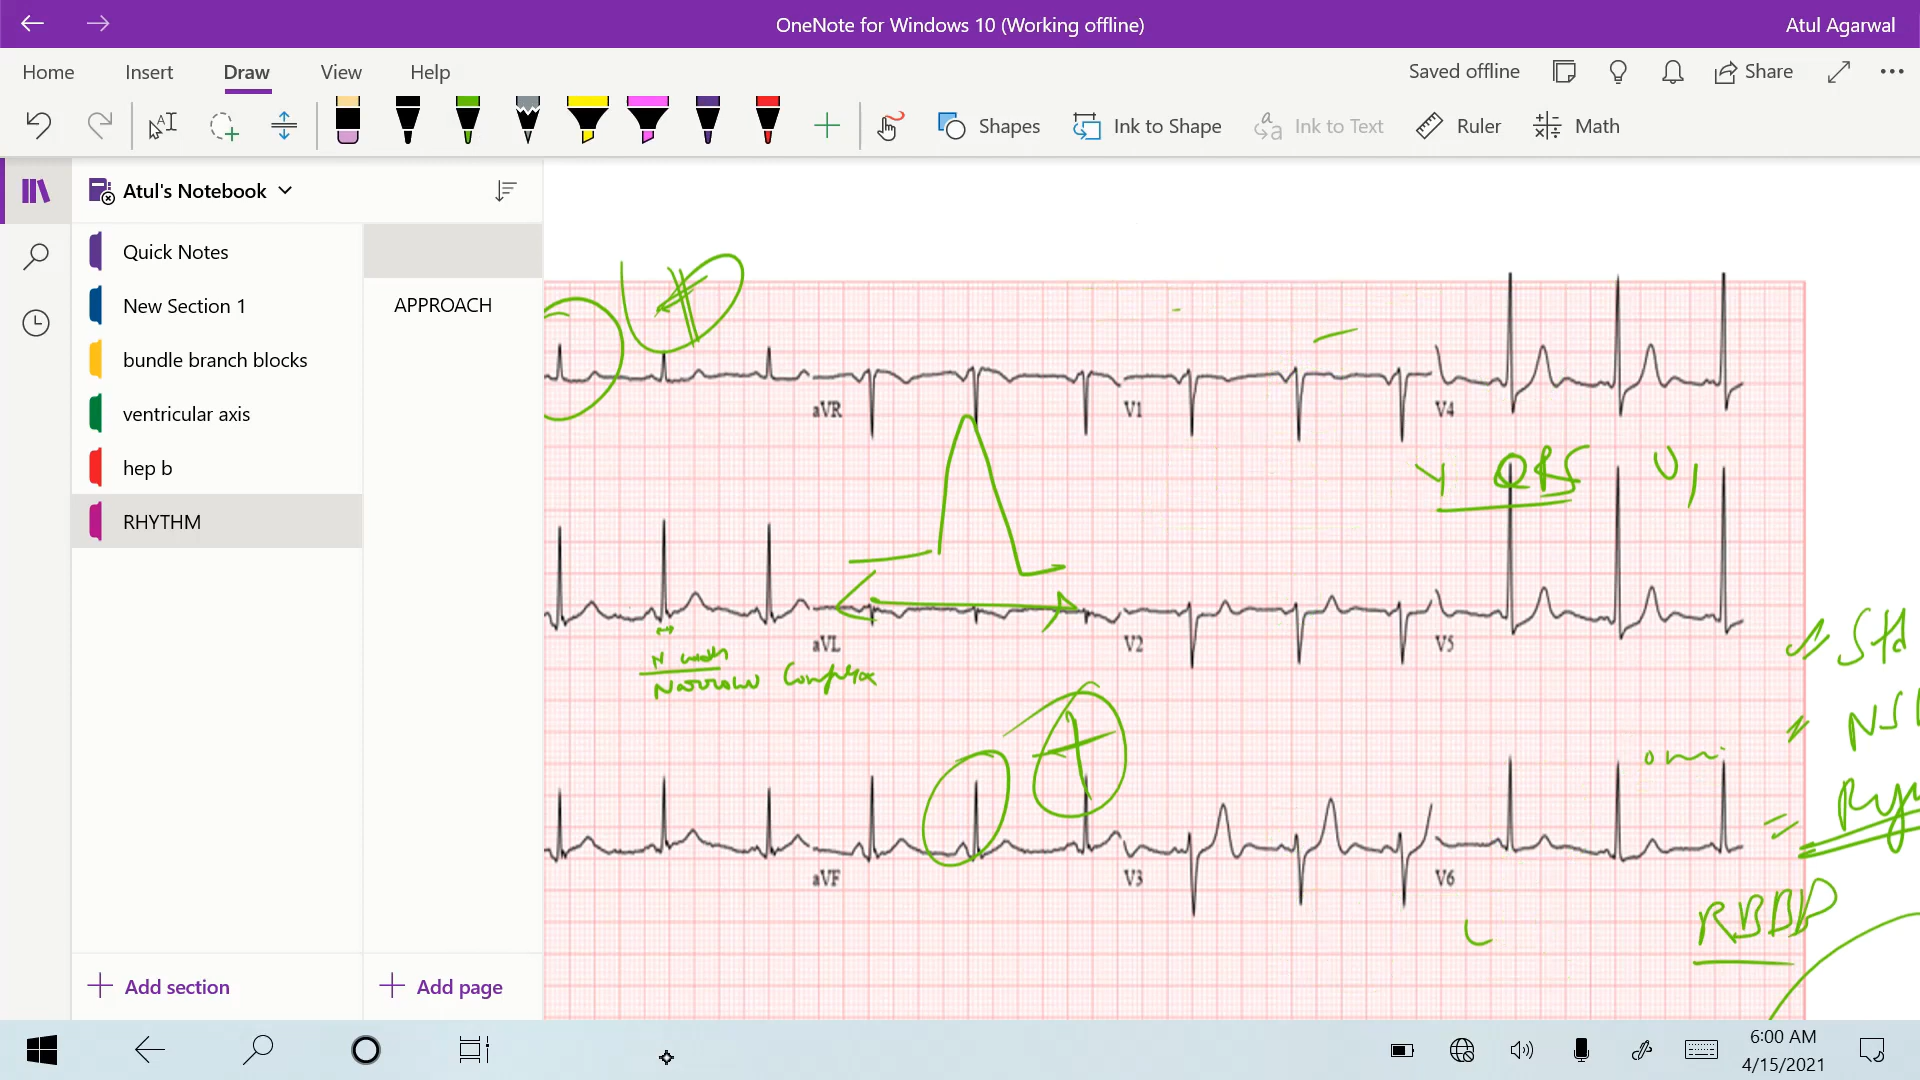 OneNote for Windows 10 (Working offline)
Atul Agarwal
Home Insert Draw View Help
Saved offline
Share
Shapes
Ink to Shape
Ink to Text
Ruler
Math
Atul's Notebook
Quick Notes
New Section 1
bundle branch blocks
ventricular axis
hep b
RHYTHM
APPROACH
aVR V1 V4
QRS V1
aVL V2 V5
N width
Narrow Complex
Std
aVF V3 V6
Add section
Add page
6:00 AM
4/15/2021